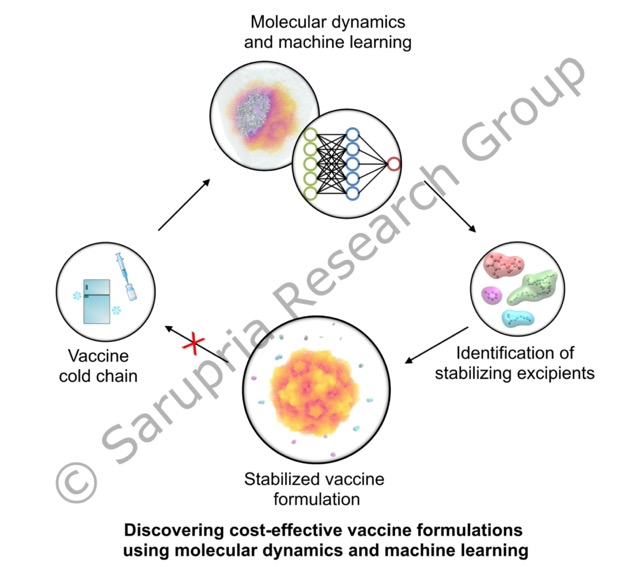 Molecular dynamics
and machine learning
Vaccine
cold chain
Identification of
stabilizing excipients
Stabilized vaccine
formulation
Discovering cost-effective vaccine formulations
using molecular dynamics and machine learning
© Sarupria Research Group